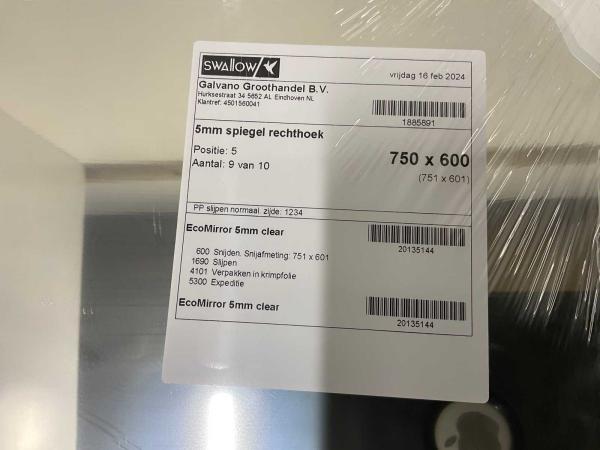 SWALLOW
vrijdag 16 feb 2024
Galvano Groothandel B.V.
Hurksestraat 34 5652 AL Eindhoven NL
Klantref: 4501560041
1885891
5mm spiegel rechthoek
Positie: 5
Aantal: 9 van 10
750 x 600
(751 x 601)
PP slijpen normaal. zijde: 1234
EcoMirror 5mm clear
20135144
600 Snijden. Snijafmeting: 751 x 601
1690 Slijpen
4101 Verpakken in krimpfolie
5300 Expeditie
EcoMirror 5mm clear
20135144